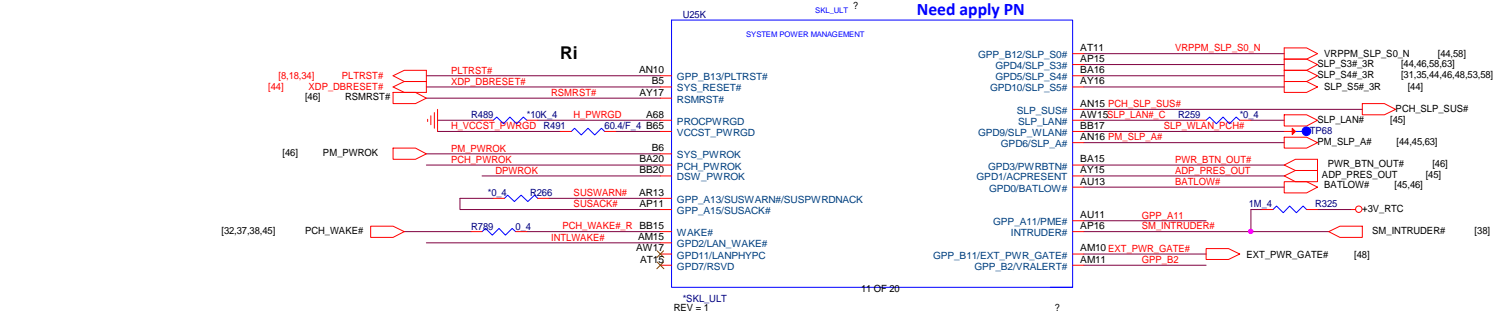 U25K SKL_ULT ? Need apply PN
SYSTEM POWER MANAGEMENT
Ri
[8,18,34] PLTRST# PLTRST# AN10 GPP_B13/PLTRST#
[44] XDP_DBRESET# XDP_DBRESET# B5 SYS_RESET#
[46] RSMRST# RSMRST# AY17 RSMRST#
R489 *10K_4 H_PWRGD A68 PROCPWRGD
H_VCCST_PWRGD R491 60.4/F_4 B65 VCCST_PWRGD
[46] PM_PWROK PM_PWROK B6 SYS_PWROK
PCH_PWROK BA20 PCH_PWROK
DPWROK BB20 DSW_PWROK
*0_4 R266 SUSWARN# AR13 GPP_A13/SUSWARN#/SUSPWRDNACK
SUSACK# AP11 GPP_A15/SUSACK#
[32,37,38,45] PCH_WAKE# R789 0_4 PCH_WAKE#_R BB15 WAKE#
INTLWAKE# AM15 GPD2/LAN_WAKE#
AW17 GPD11/LANPHYPC
AT15 GPD7/RSVD
GPP_B12/SLP_S0# AT11 VRPPM_SLP_S0_N VRPPM_SLP_S0_N [44,58]
GPD4/SLP_S3# AP15 SLP_S3#_3R [44,46,58,63]
GPD5/SLP_S4# BA16 SLP_S4#_3R [31,35,44,46,48,53,58]
GPD10/SLP_S5# AY16 SLP_S5#_3R [44]
SLP_SUS# AN15 PCH_SLP_SUS# PCH_SLP_SUS#
SLP_LAN# AW15 SLP_LAN#_C R259 *0_4 SLP_LAN# [45]
GPD9/SLP_WLAN# BB17 SLP_WLAN_PCH# TP68
GPD6/SLP_A# AN16 PM_SLP_A# PM_SLP_A# [44,45,63]
GPD3/PWRBTN# BA15 PWR_BTN_OUT# PWR_BTN_OUT# [46]
GPD1/ACPRESENT AY15 ADP_PRES_OUT ADP_PRES_OUT [45]
GPD0/BATLOW# AU13 BATLOW# BATLOW# [45,46]
1M_4 R325 +3V_RTC
GPP_A11/PME# AU11 GPP_A11
INTRUDER# AP16 SM_INTRUDER# SM_INTRUDER# [38]
GPP_B11/EXT_PWR_GATE# AM10 EXT_PWR_GATE# EXT_PWR_GATE# [48]
GPP_B2/VRALERT# AM11 GPP_B2
11 OF 20
*SKL_ULT
REV = 1 ?